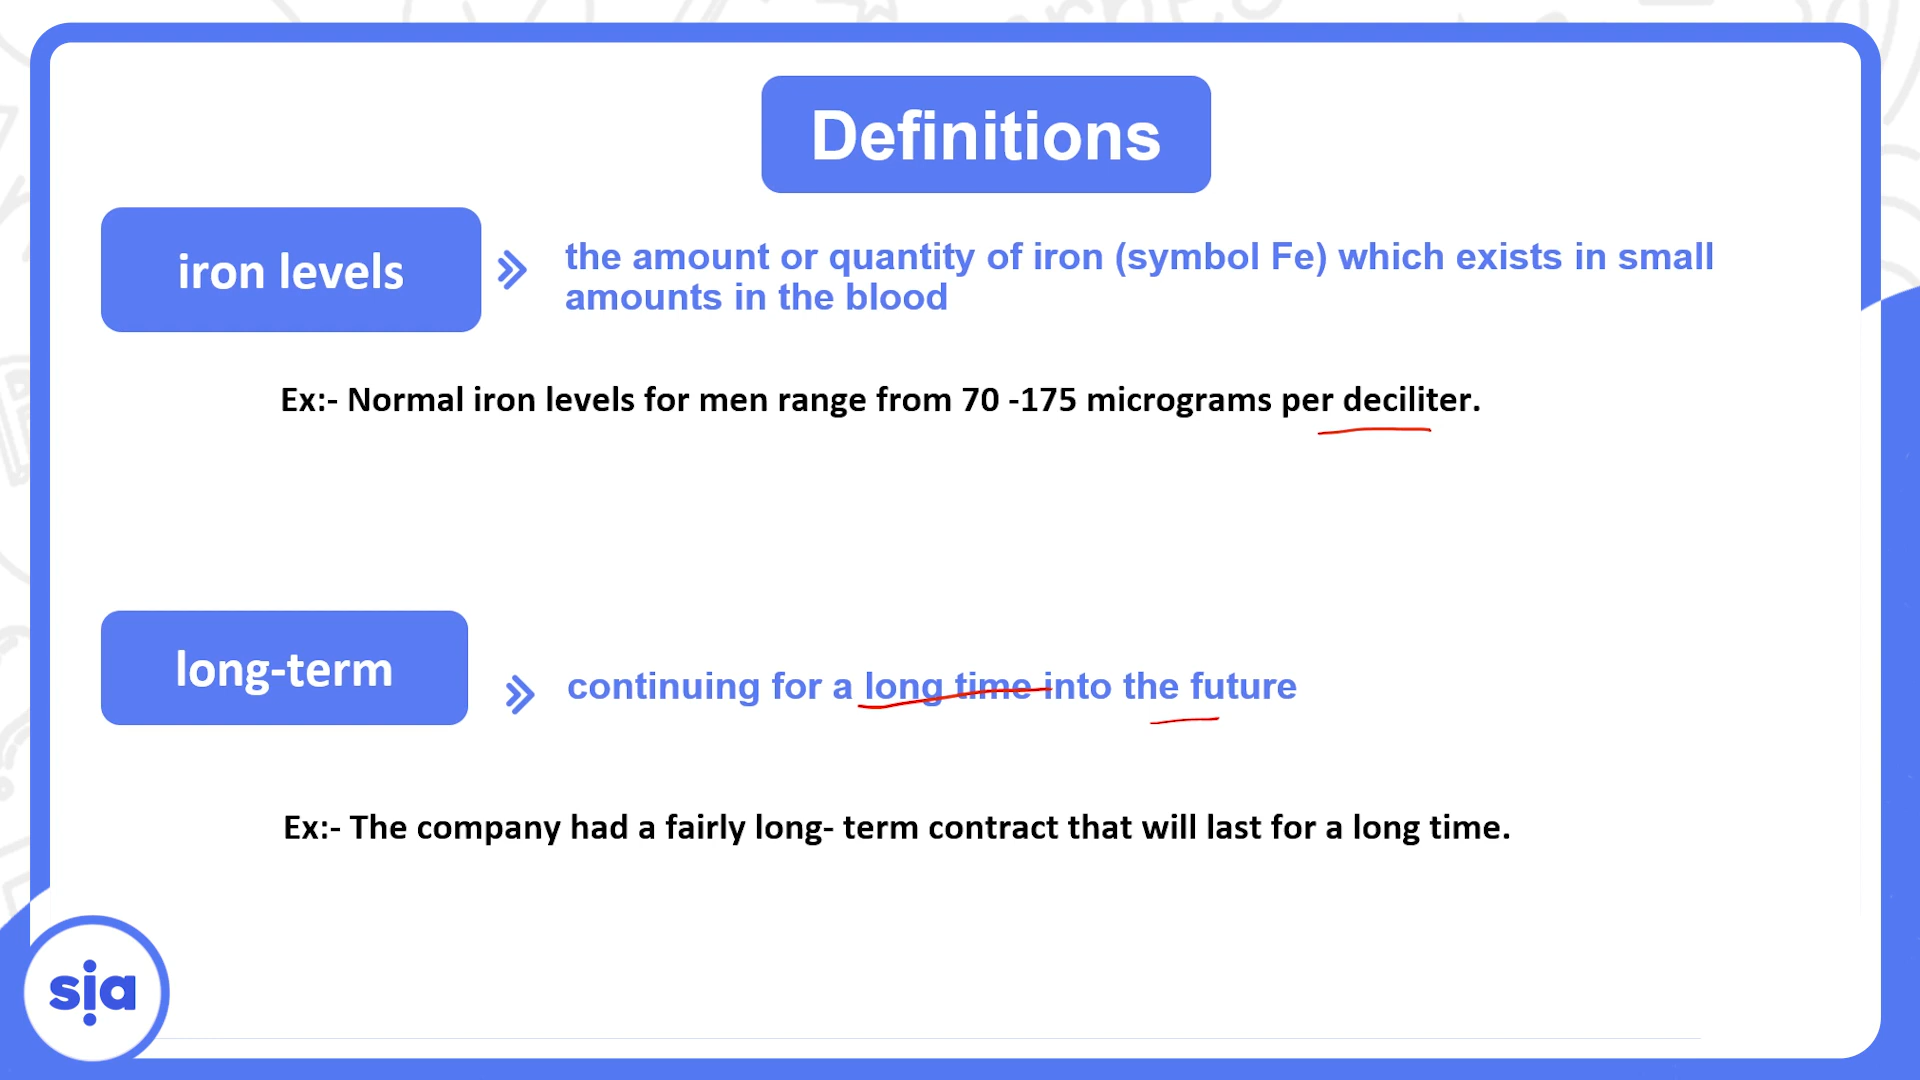 Definitions
iron levels
the amount or quantity of iron (symbol Fe) which exists in small
amounts in the blood
Ex:- Normal iron levels for men range from 70 -175 micrograms per deciliter.
long-term
continuing for a long time into the future
Ex:- The company had a fairly long- term contract that will last for a long time.
sia